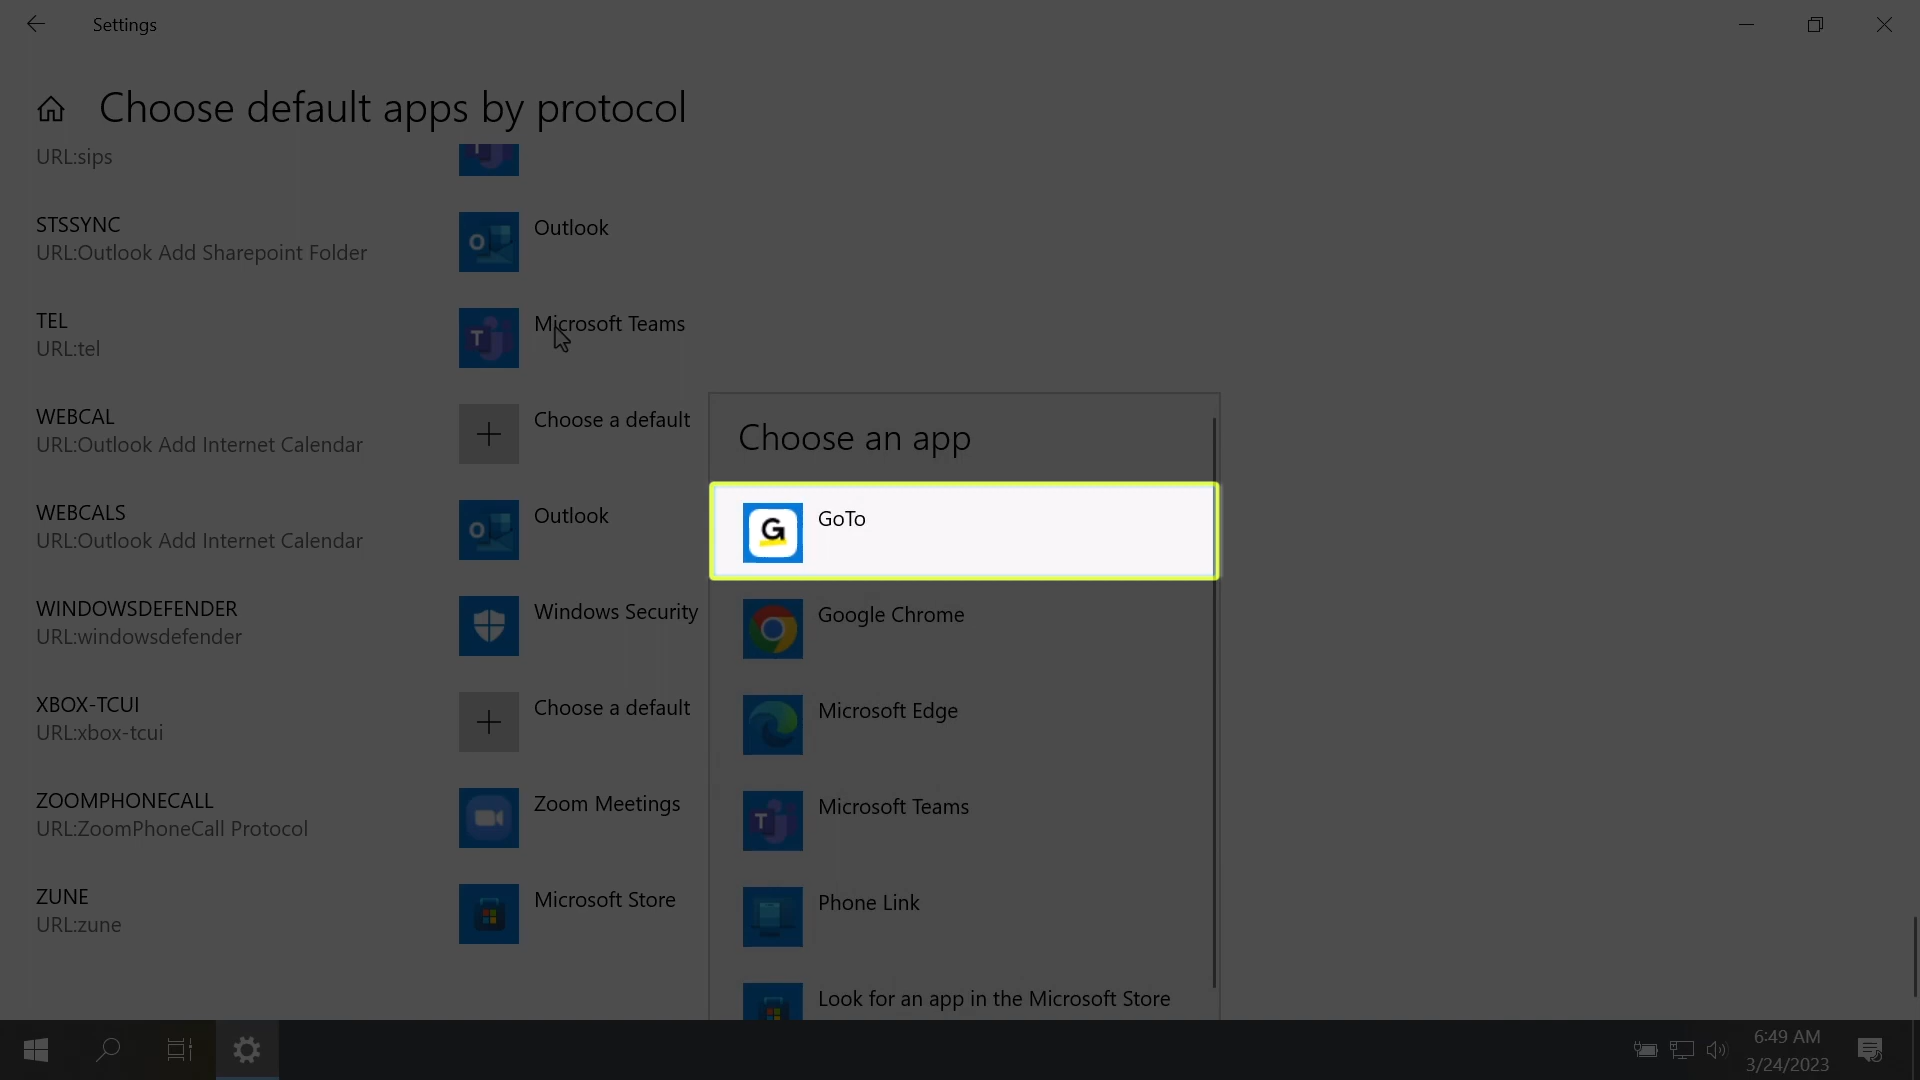 Settings
Choose default apps by protocol
URL:sips
STSSYNC
URL:Outlook Add Sharepoint Folder
Outlook
TEL
URL:tel
Microsoft Teams
WEBCAL
URL:Outlook Add Internet Calendar
Choose a default
WEBCALS
URL:Outlook Add Internet Calendar
Outlook
WINDOWSDEFENDER
URL:windowsdefender
Windows Security
XBOX-TCUI
URL:xbox-tcui
Choose a default
ZOOMPHONECALL
URL:ZoomPhoneCall Protocol
Zoom Meetings
ZUNE
URL:zune
Microsoft Store
Choose an app
GoTo
Google Chrome
Microsoft Edge
Microsoft Teams
Phone Link
Look for an app in the Microsoft Store
6:49 AM
3/24/2023